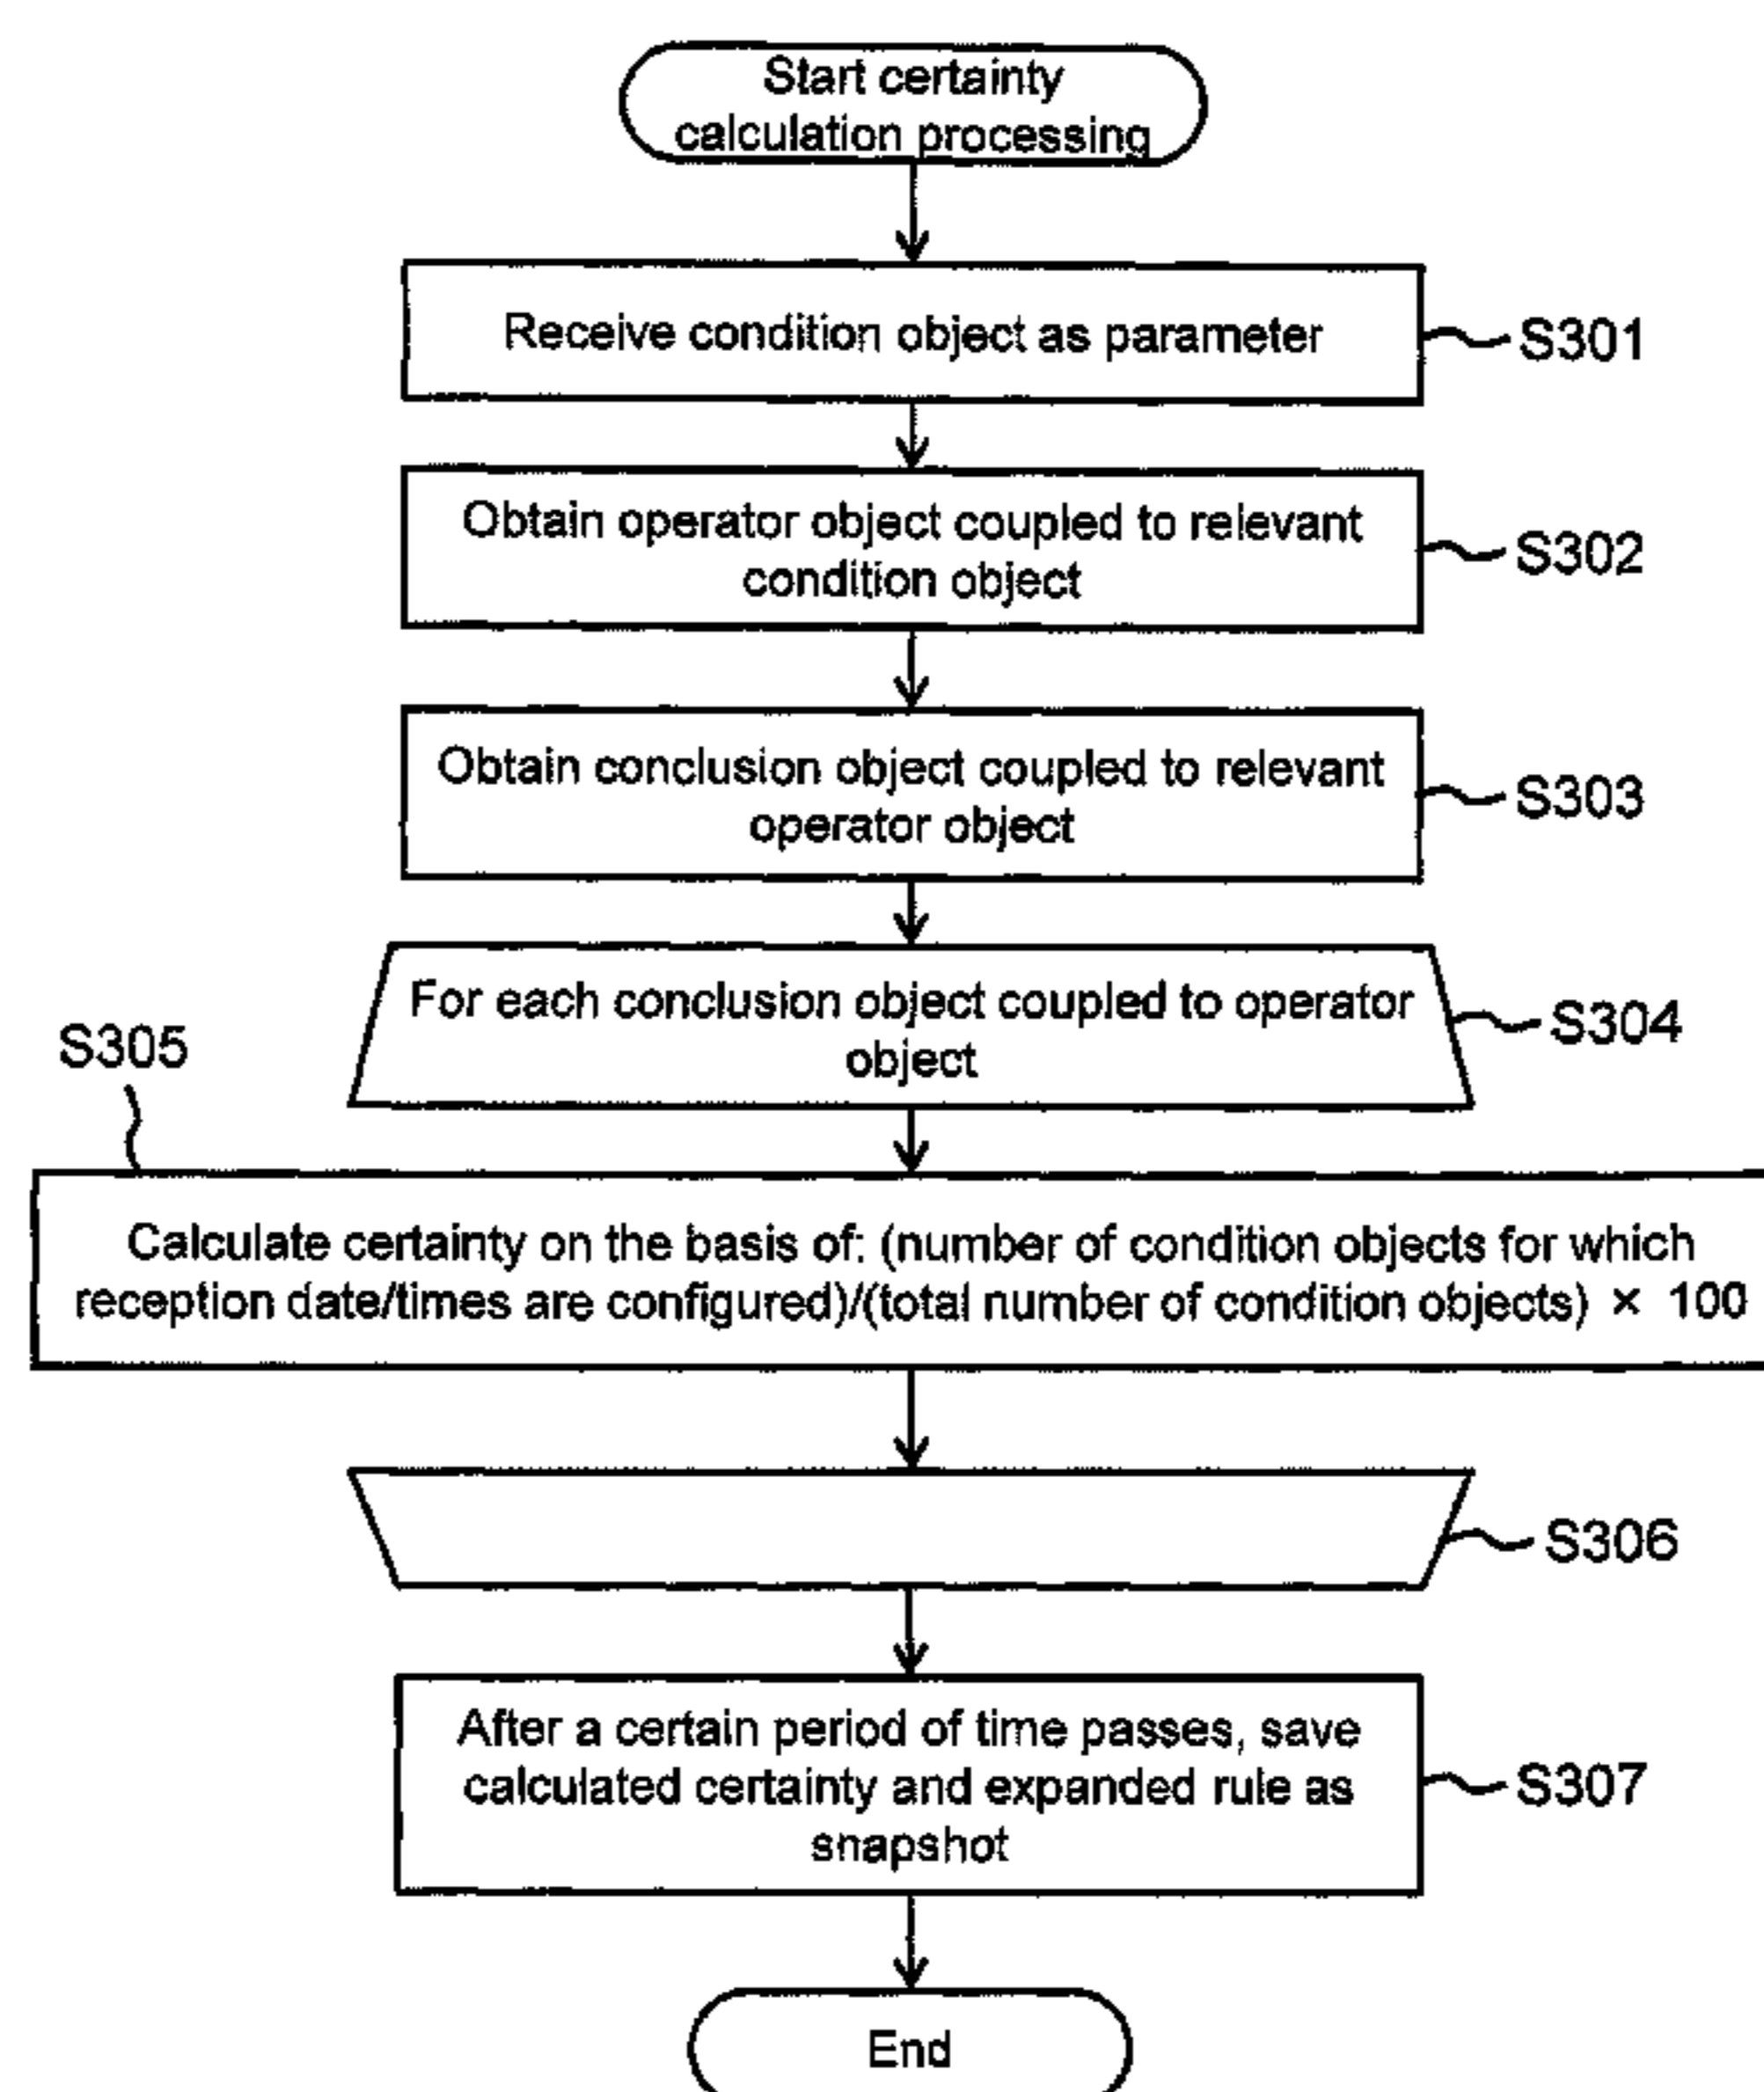 Start certainty
calculation processing
Receive condition object as parameter
S301
Obtain operator object coupled to relevant
condition object
S302
Obtain conclusion object coupled to relevant
operator object
S303
For each conclusion object coupled to operator
object
S304
S305
Calculate certainty on the basis of: (number of condition objects for which
reception date/times are configured)/(total number of condition objects) × 100
S306
After a certain period of time passes, save
calculated certainty and expanded rule as
snapshot
S307
End